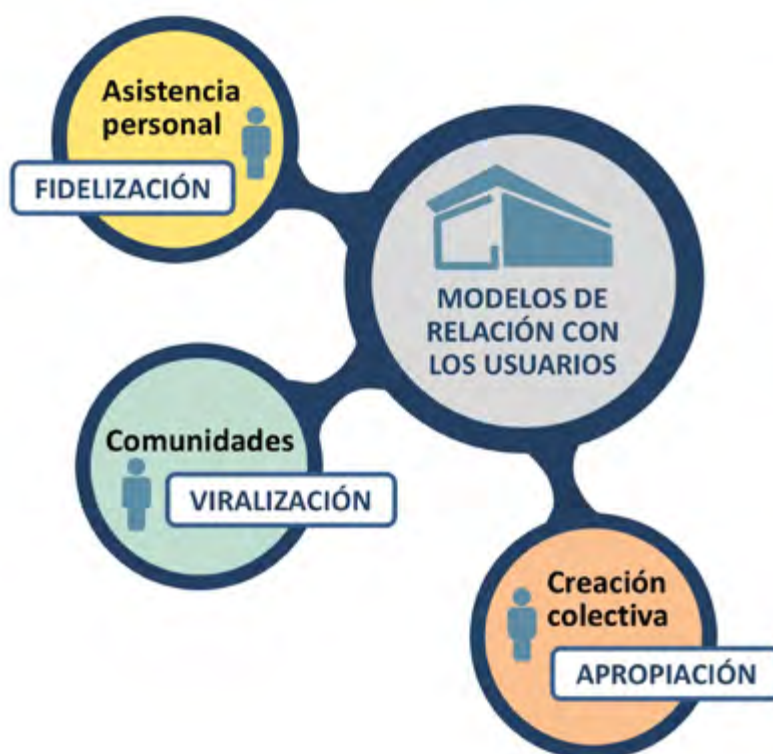 Asistencia
personal
FIDELIZACIÓN
MODELOS DE
RELACIÓN CON
LOS USUARIOS
Comunidades
VIRALIZACIÓN
Creación
colectiva
APROPIACIÓN